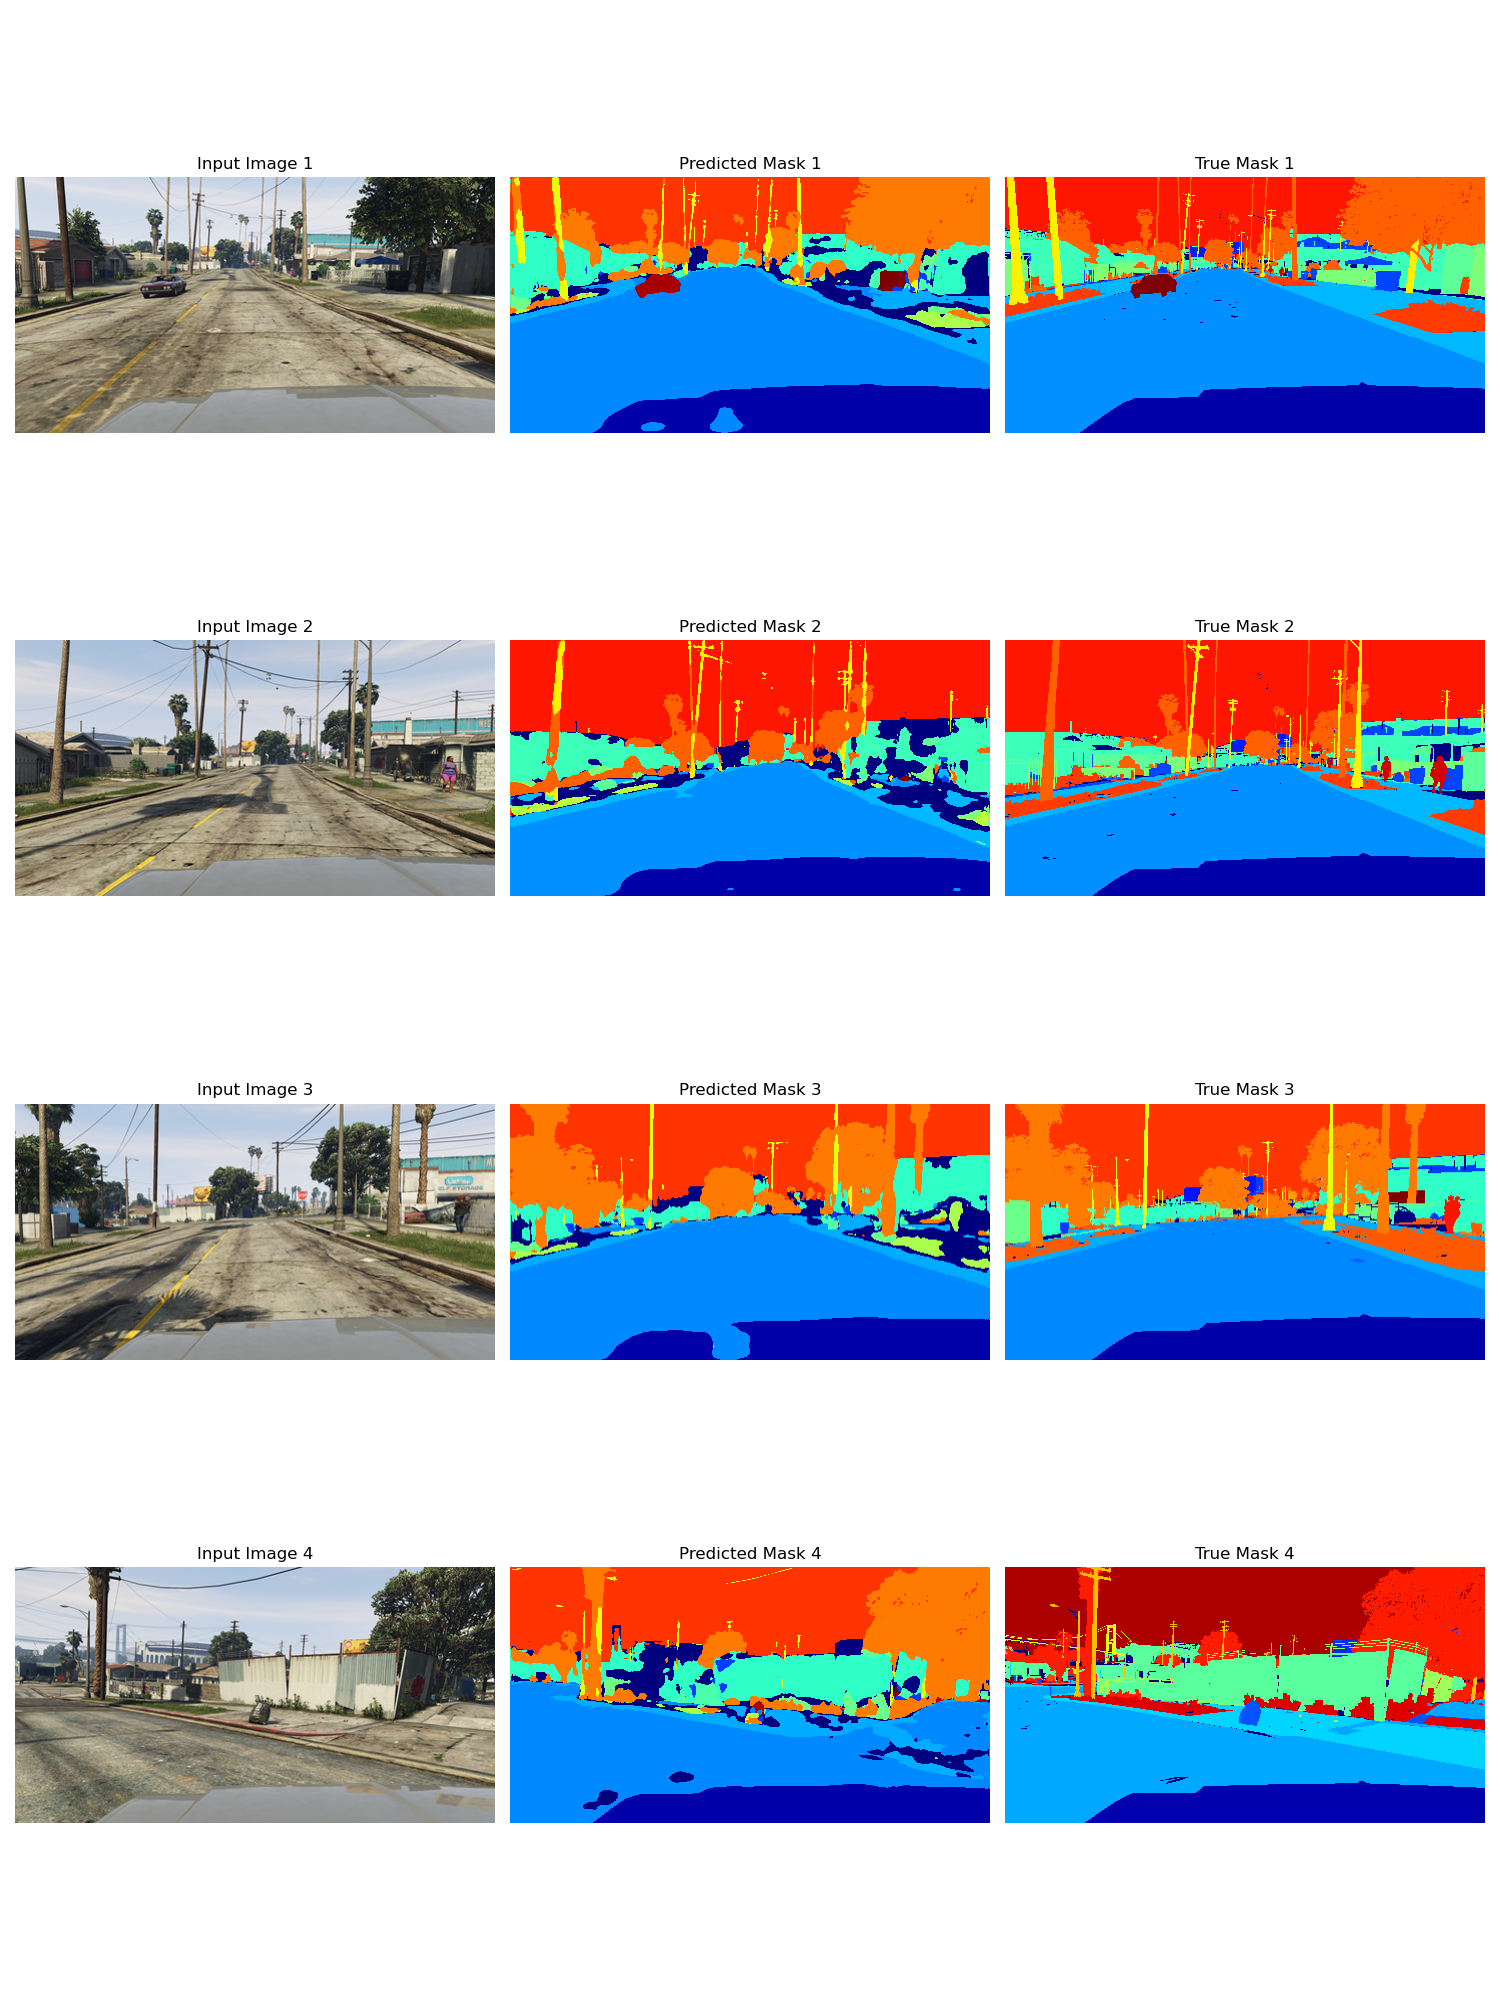 Input Image 1
Predicted Mask 1
True Mask 1
Input Image 2
Predicted Mask 2
True Mask 2
Input Image 3
Predicted Mask 3
True Mask 3
Input Image 4
Predicted Mask 4
True Mask 4